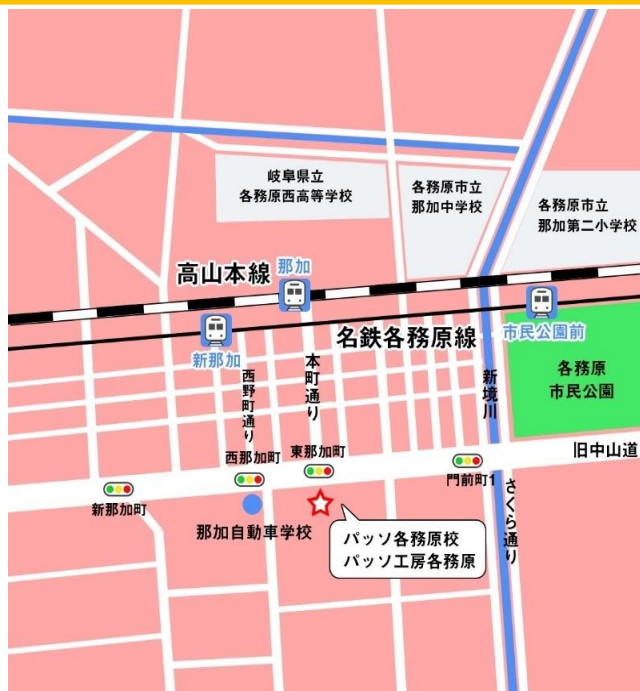 岐阜県立
各務原西高等学校
各務原市立
那加中学校
各務原市立
那加第二小学校
高山本線
那加
新那加
名鉄各務原線
市民公園前
各務原
市民公園
西野町通り
本町通り
新境川
旧中山道
西那加町
東那加町
門前町1
新那加町
さくら通り
那加自動車学校
パッソ各務原校
パッソ工房各務原